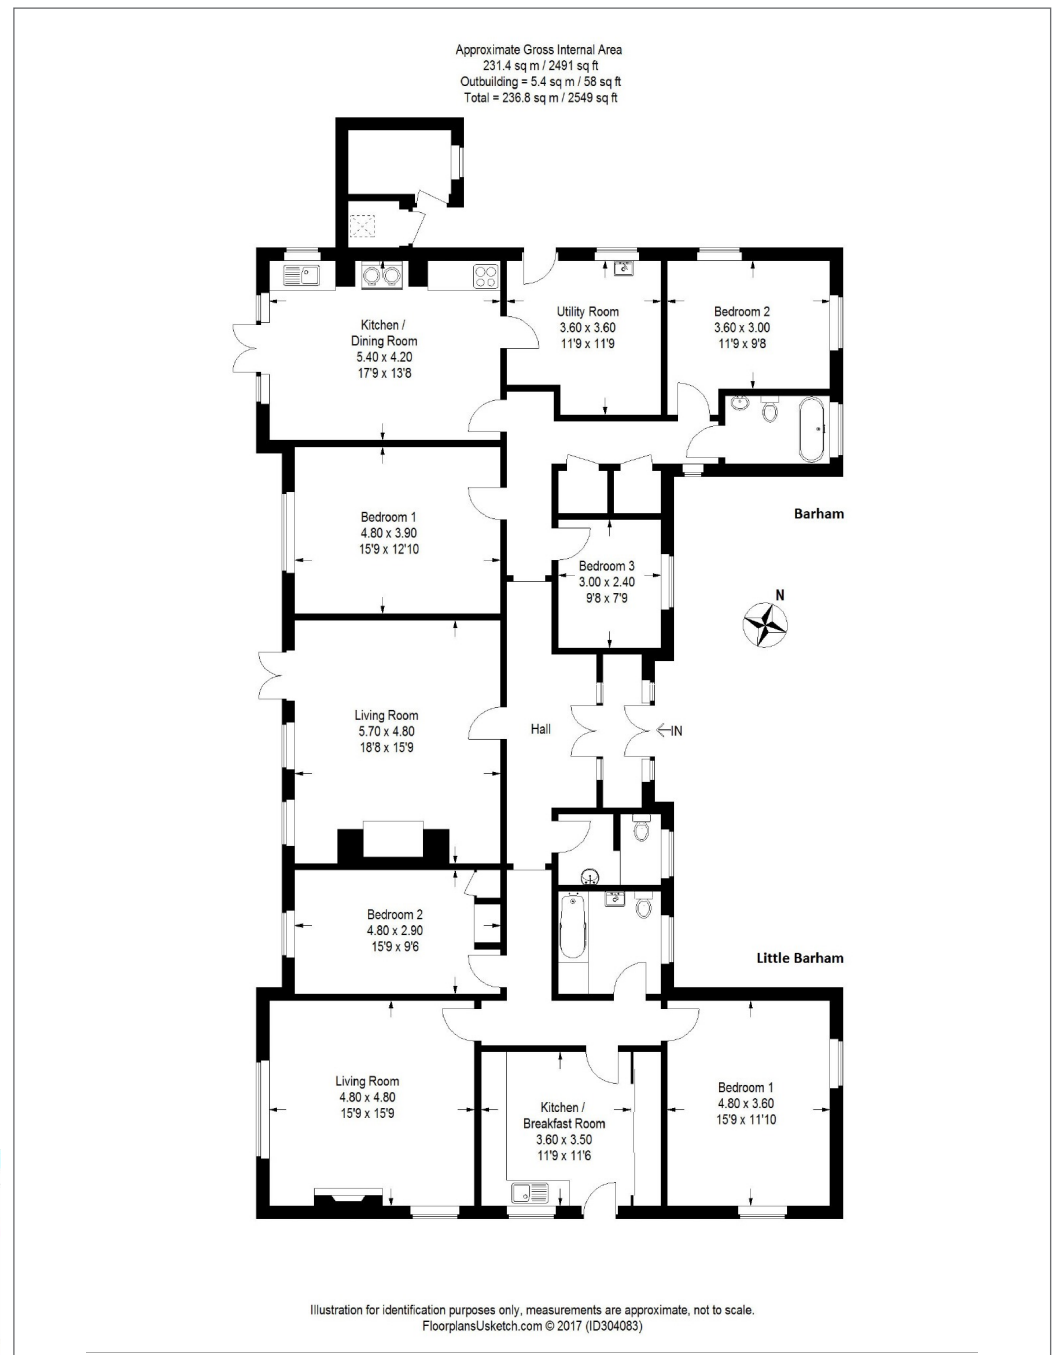 Approximate Gross Internal Area
231.4 sq m / 2491 sq ft
Outbuilding = 5.4 sq m / 58 sq ft
Total = 236.8 sq m / 2549 sq ft
Kitchen /
Dining Room
5.40 x 4.20
17'9 x 13'8
Utility Room
3.60 x 3.60
11'9 x 11'9
Bedroom 2
3.60 x 3.00
11'9 x 9'8
Barham
Bedroom 1
4.80 x 3.90
15'9 x 12'10
Bedroom 3
3.00 x 2.40
9'8 x 7'9
N
Living Room
5.70 x 4.80
18'8 x 15'9
Hall
IN
Bedroom 2
4.80 x 2.90
15'9 x 9'6
Little Barham
Living Room
4.80 x 4.80
15'9 x 15'9
Kitchen /
Breakfast Room
3.60 x 3.50
11'9 x 11'6
Bedroom 1
4.80 x 3.60
15'9 x 11'10
Illustration for identification purposes only, measurements are approximate, not to scale.
FloorplansUsketch.com © 2017 (ID304083)